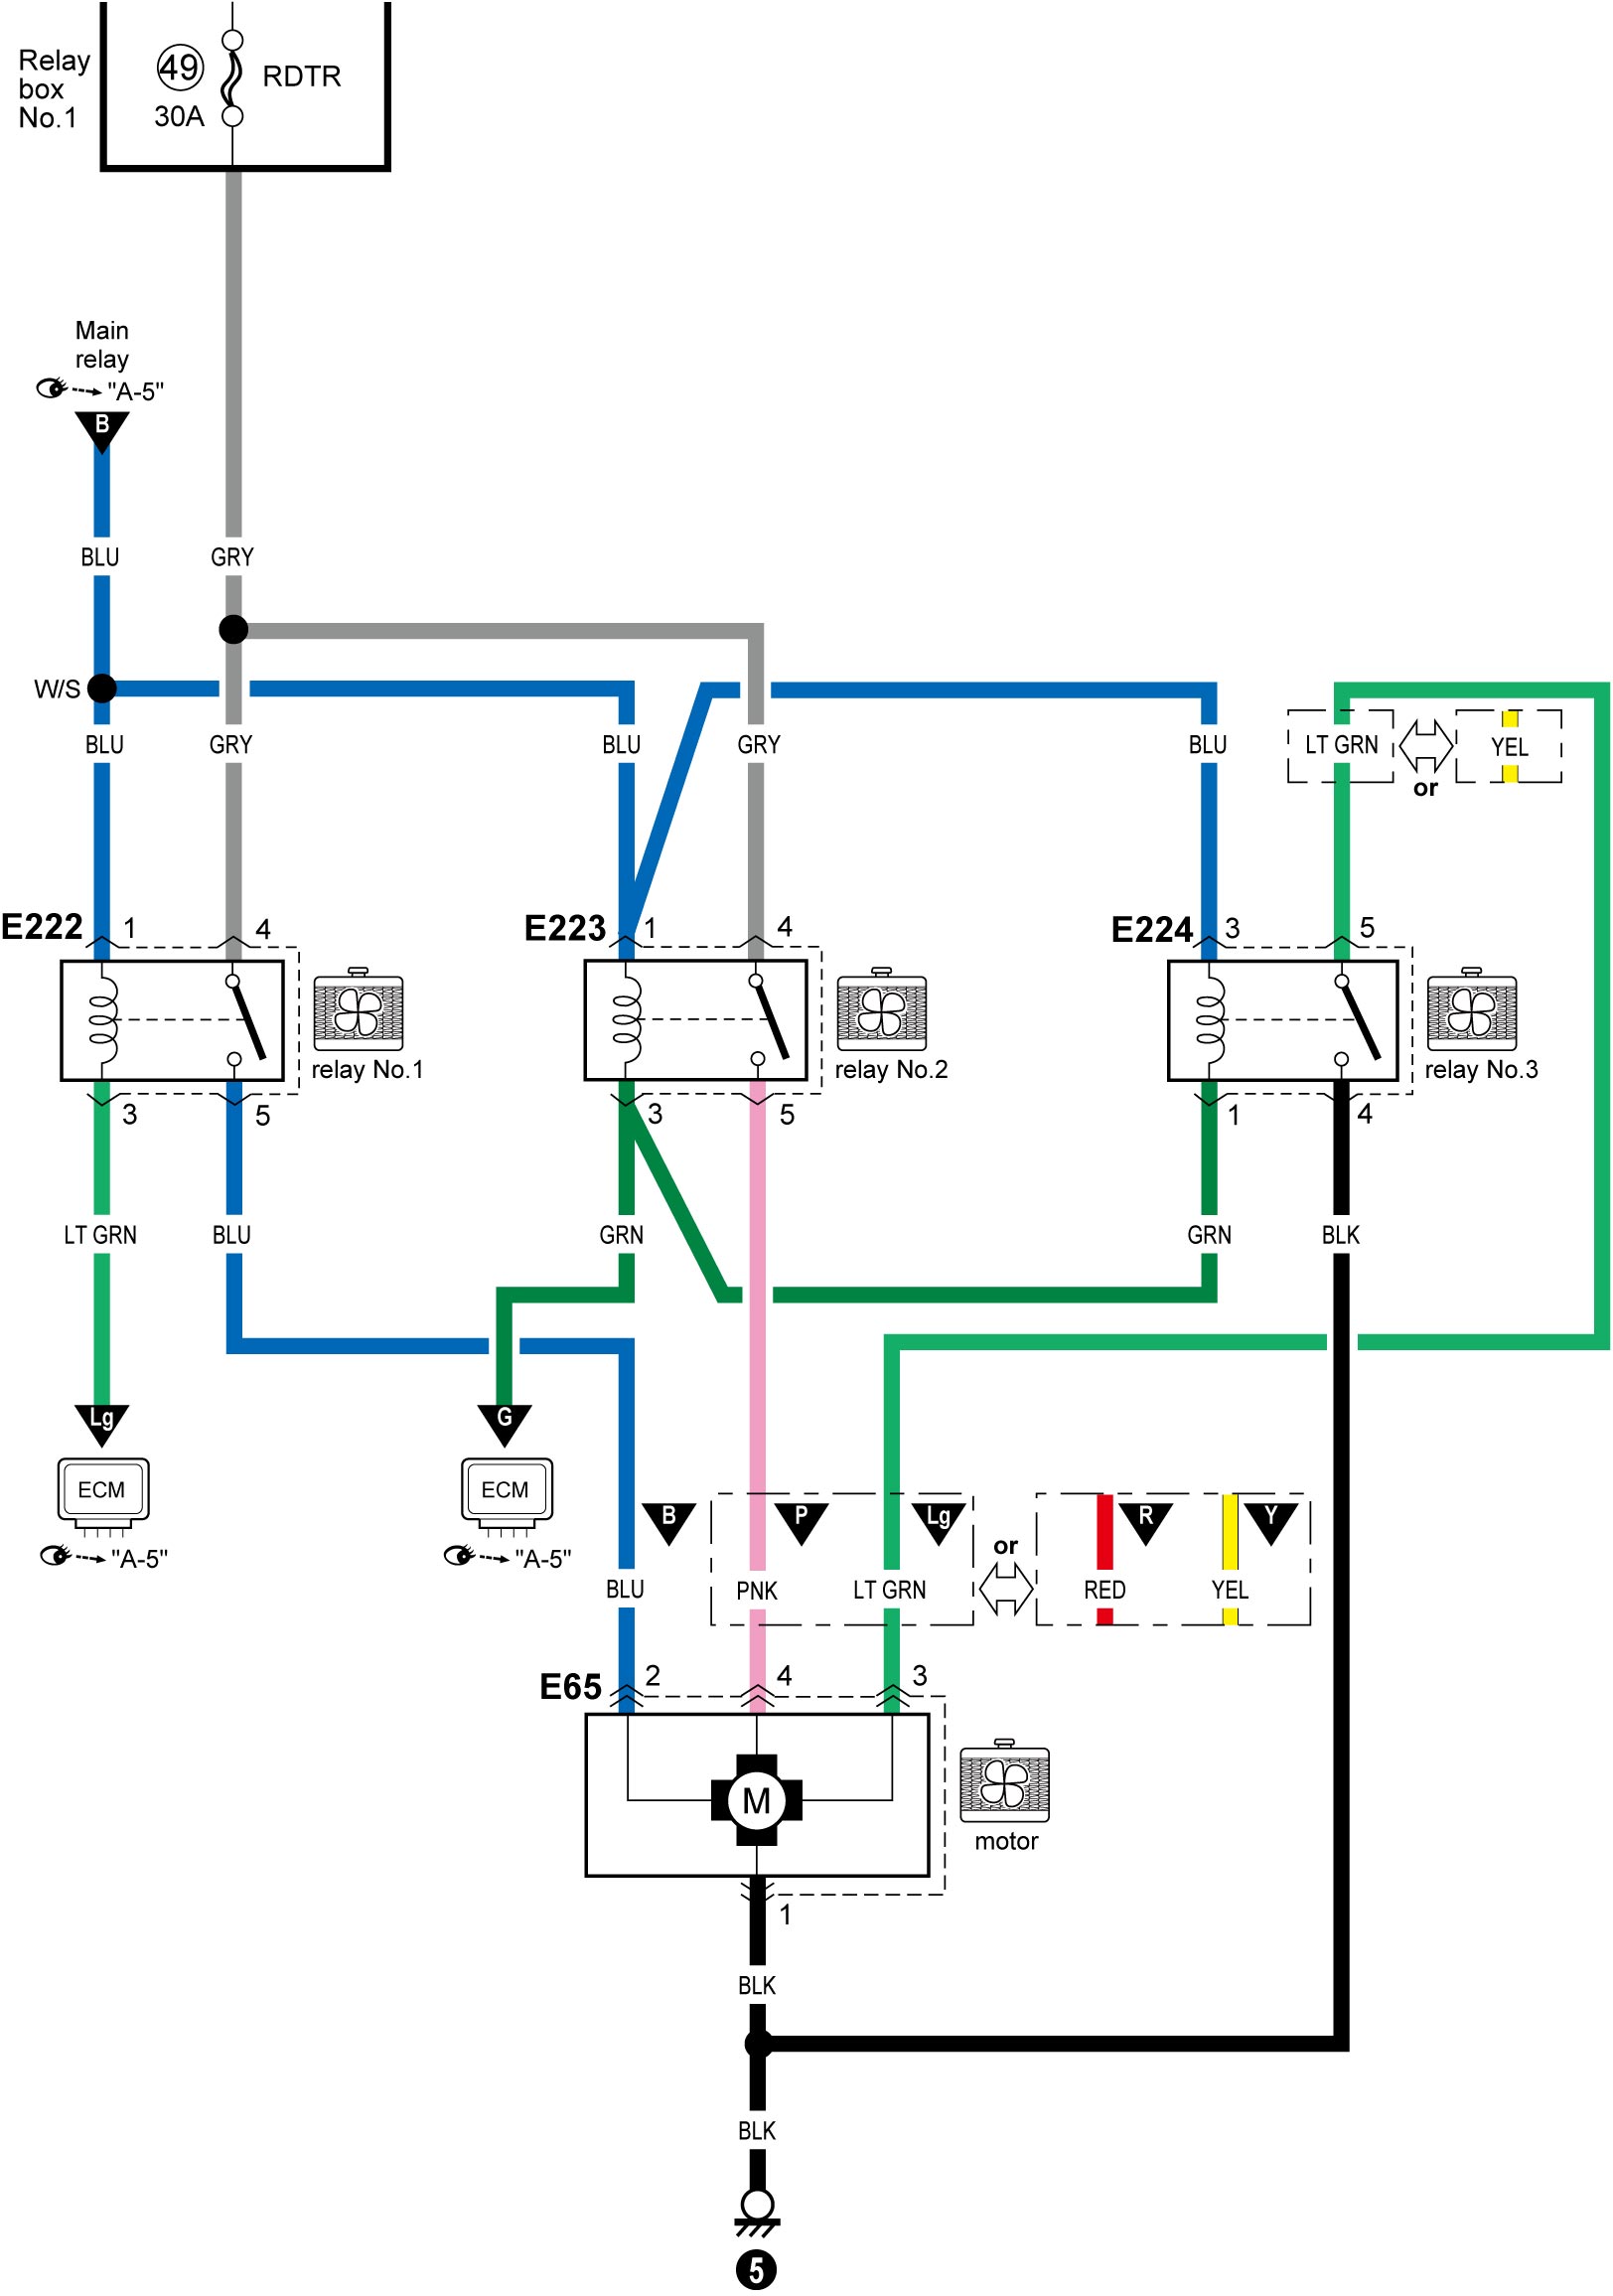 Relay
box
No.1
49
30A
RDTR
Main
relay
"A-5"
B
BLU
GRY
W/S
BLU
GRY
BLU
GRY
BLU
LT GRN
or
YEL
E222
1
4
E223
1
4
E224
3
5
relay No.1
relay No.2
relay No.3
3
5
3
5
1
4
LT GRN
BLU
GRN
GRN
BLK
Lg
ECM
"A-5"
G
ECM
"A-5"
B
P
Lg
or
R
Y
BLU
PNK
LT GRN
RED
YEL
E65
2
4
3
M
motor
1
BLK
BLK
5